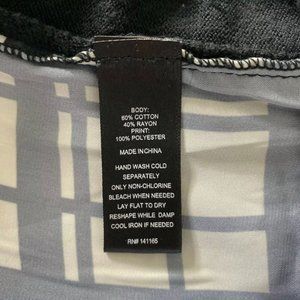 BODY:
60% COTTON
40% RAYON
PRINT:
100% POLYESTER
MADE IN CHINA
HAND WASH COLD
SEPARATELY
ONLY NON-CHLORINE
BLEACH WHEN NEEDED
LAY FLAT TO DRY
RESHAPE WHILE DAMP
COOL IRON IF NEEDED
RN# 141165